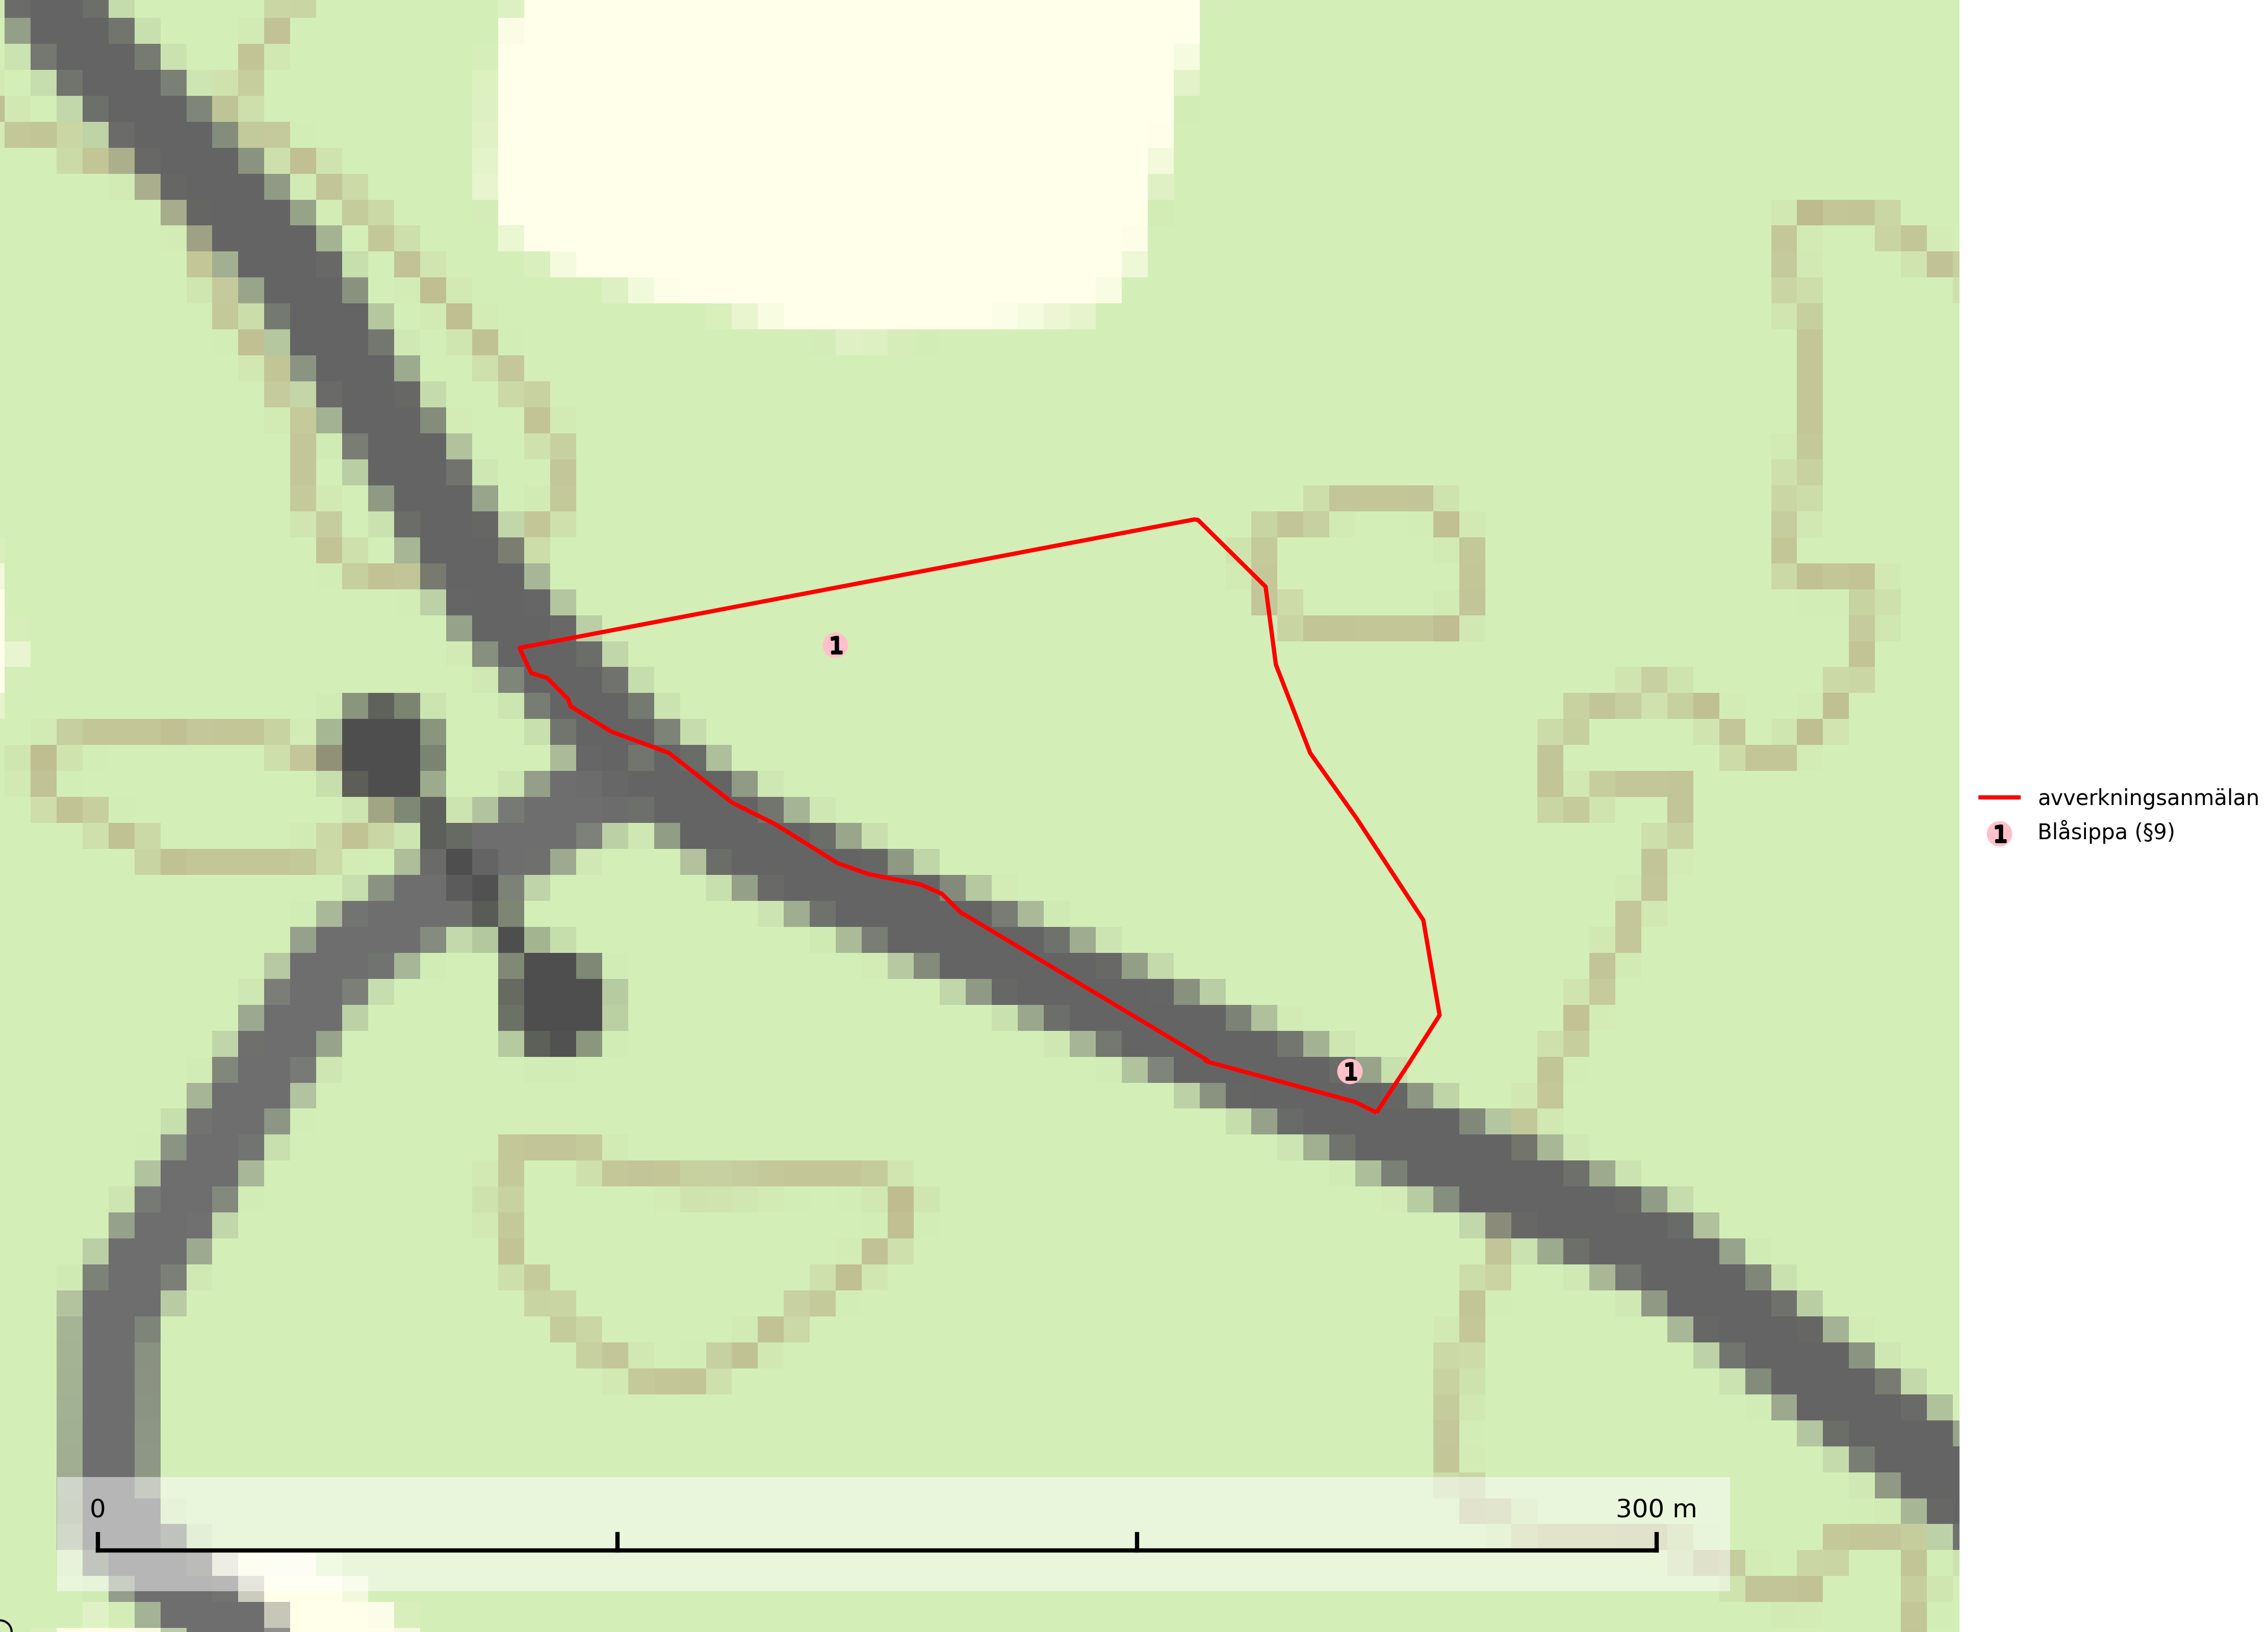 1
1
avverkningsanmälan
1 Blåsippa (§9)
0 300 m